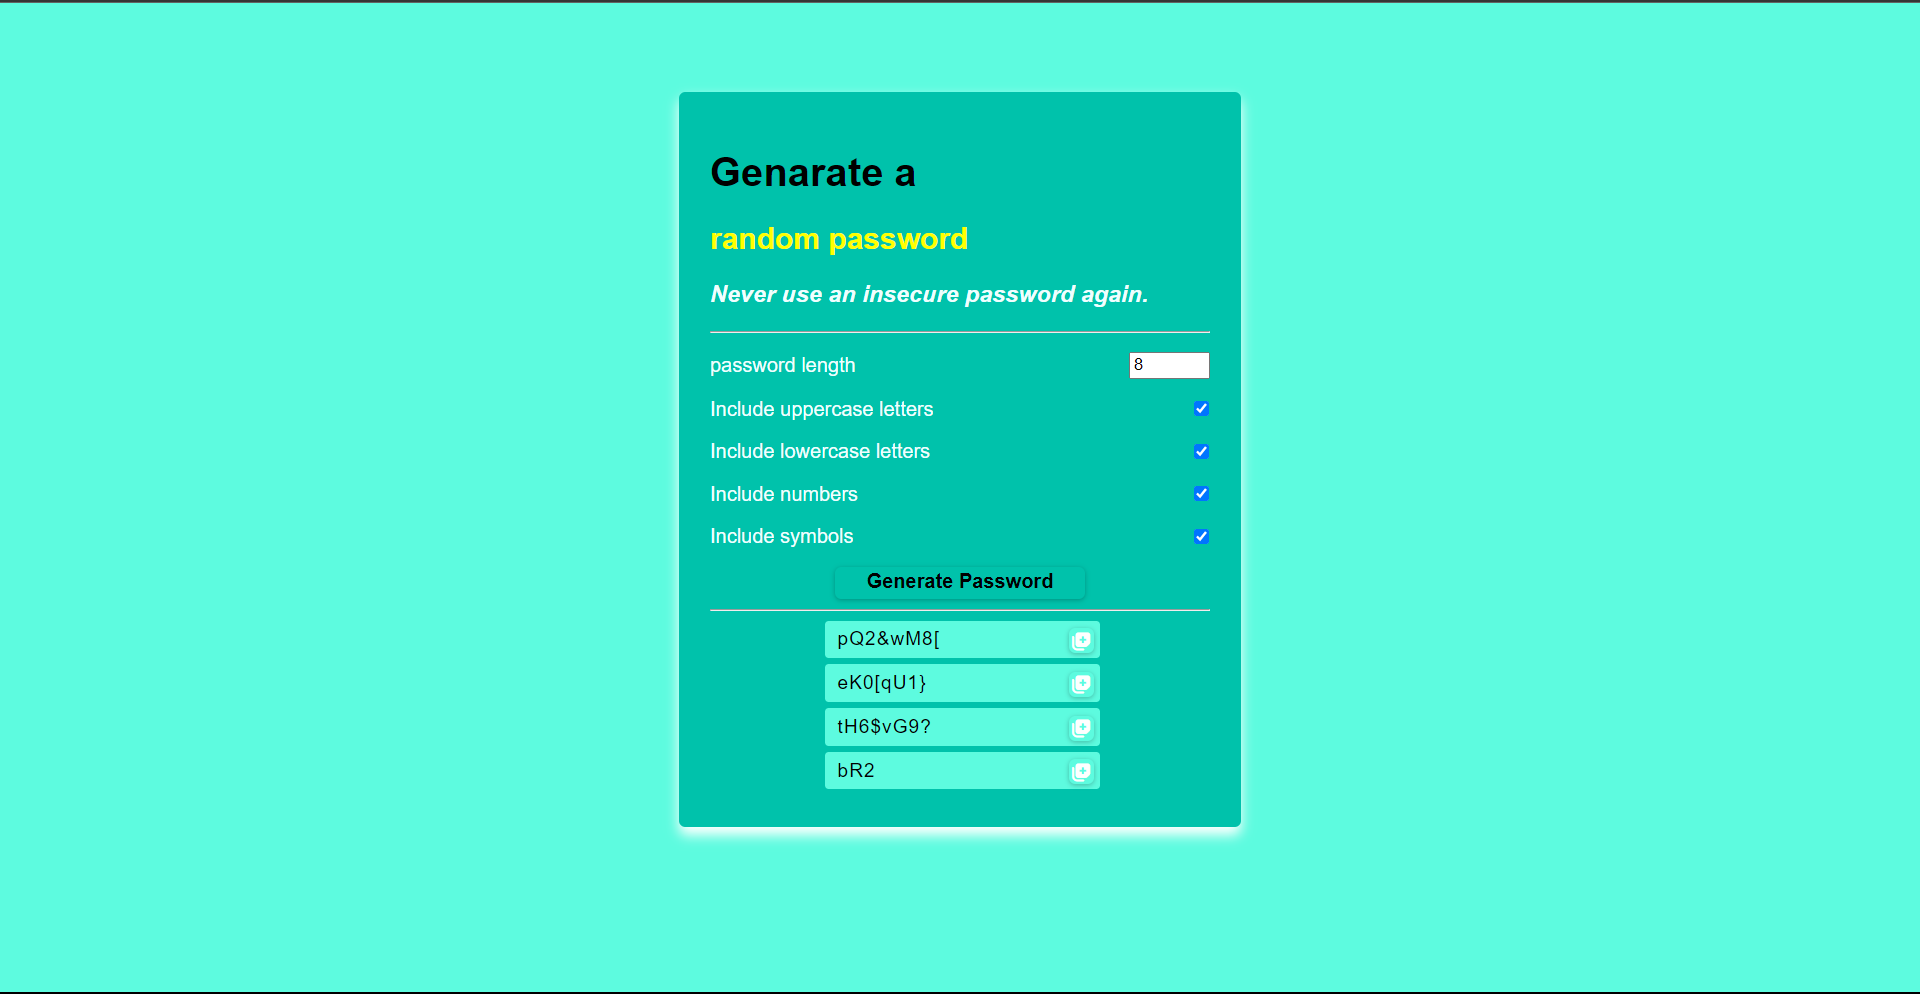 Genarate a
random password
Never use an insecure password again.
password length 8
Include uppercase letters
Include lowercase letters
Include numbers
Include symbols
Generate Password
pQ2&wM8[
eK0[qU1}
tH6$vG9?
bR2